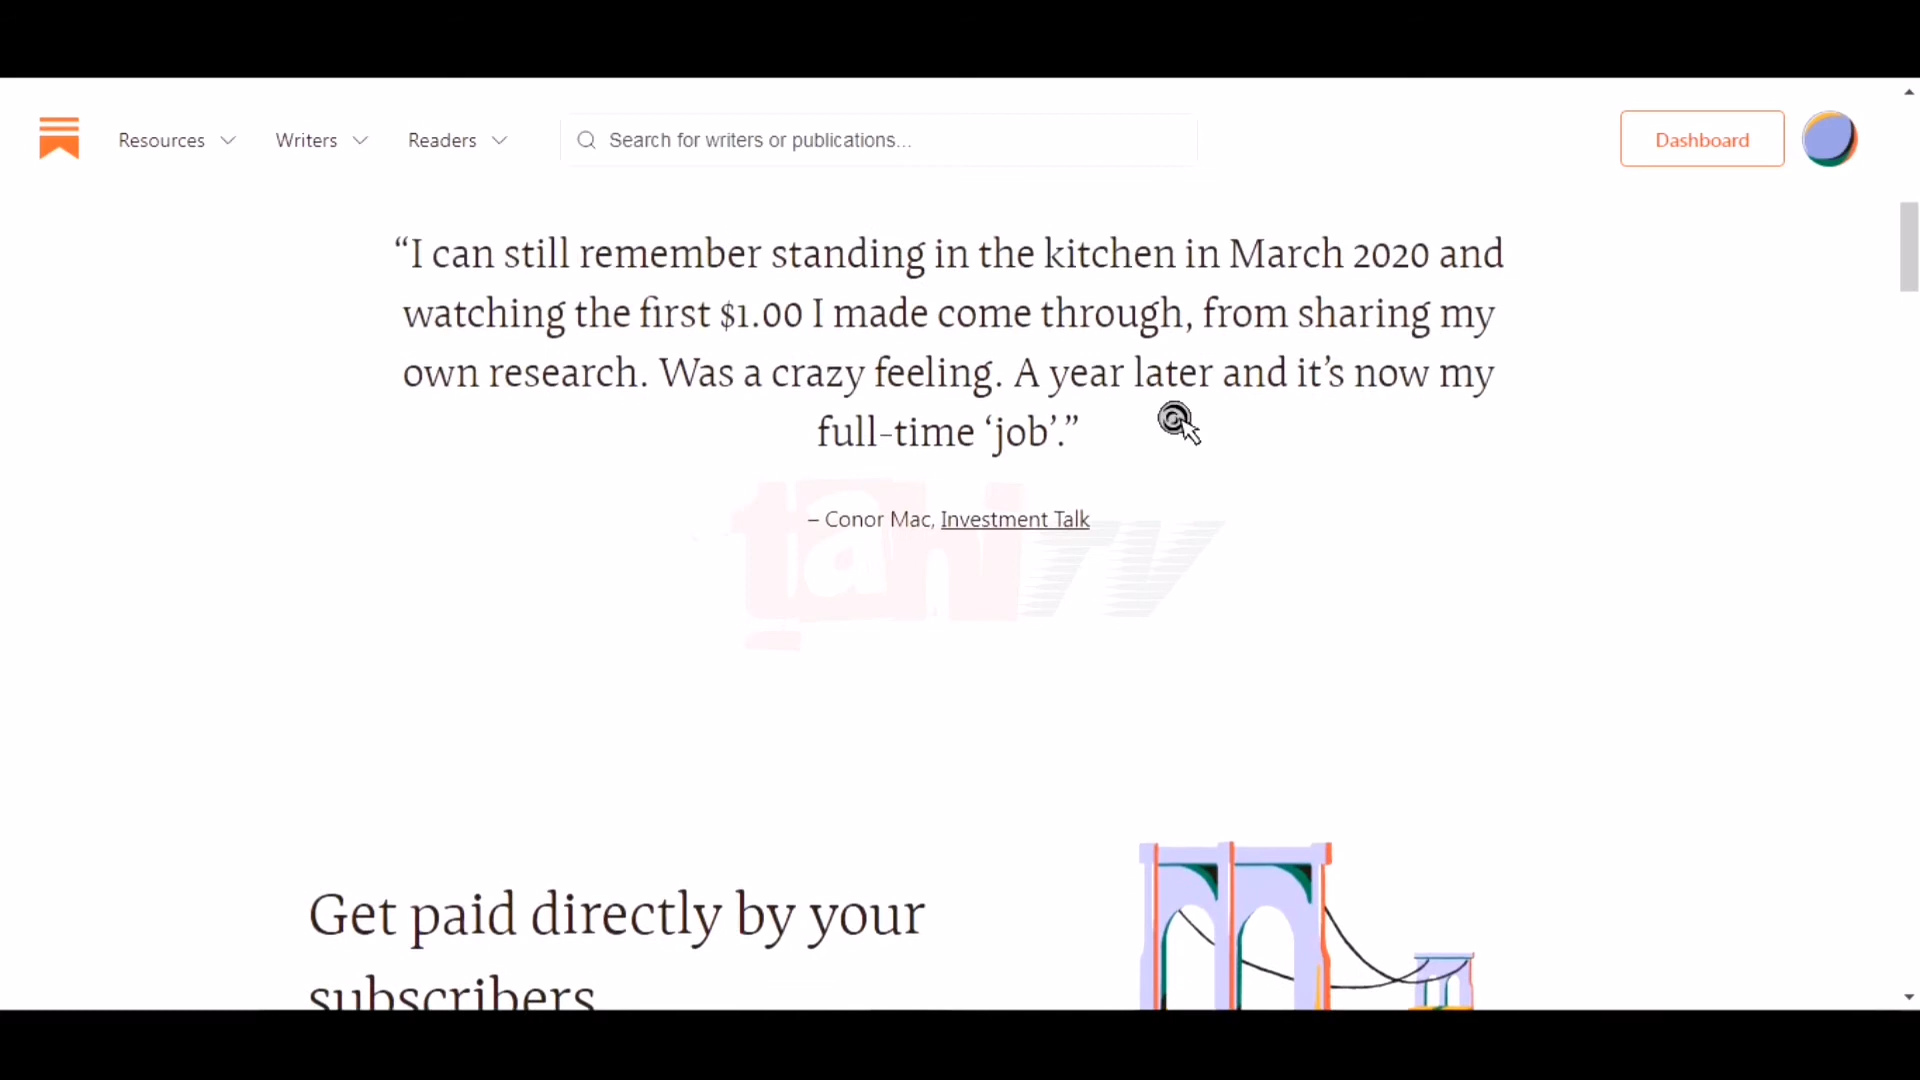 Resources
Writers
Readers
Search for writers or publications...
Dashboard
“I can still remember standing in the kitchen in March 2020 and
watching the first $1.00 I made come through, from sharing my
own research. Was a crazy feeling. A year later and it’s now my
full-time ‘job’.”
– Conor Mac, Investment Talk
tahiTV
Get paid directly by your
subscribers